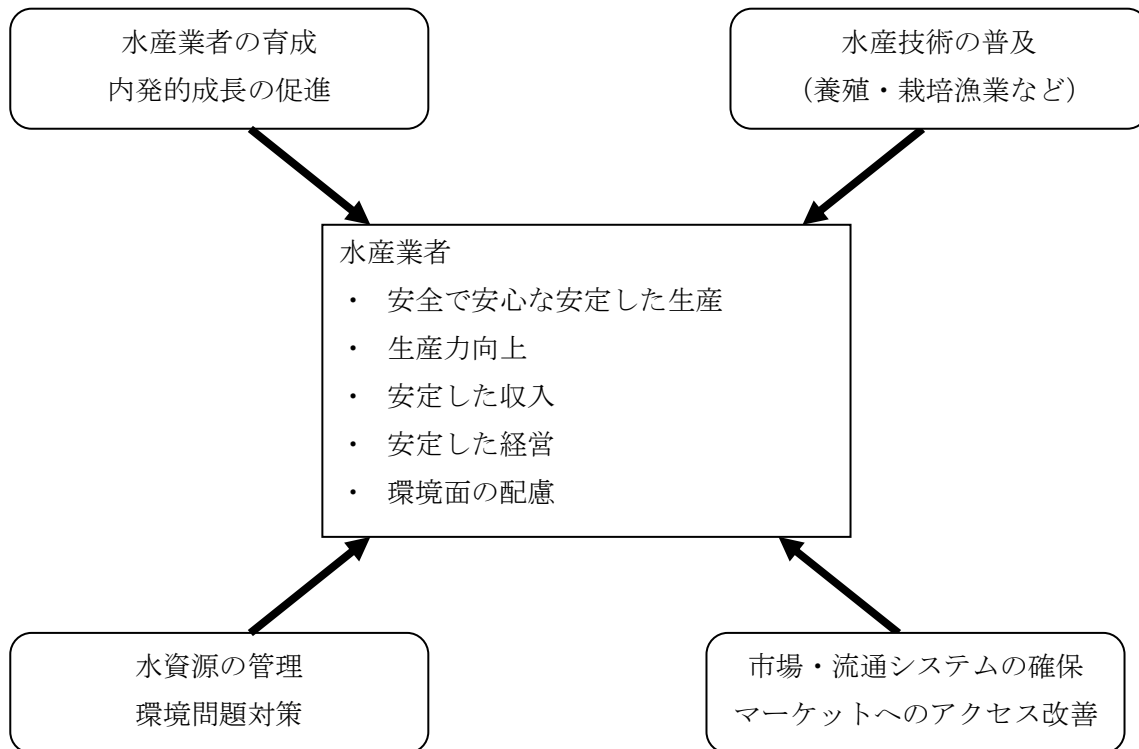 水産業者の育成
内発的成長の促進
水産技術の普及
（養殖・栽培漁業など）
水産業者
・ 安全で安心な安定した生産
・ 生産力向上
・ 安定した収入
・ 安定した経営
・ 環境面の配慮
水資源の管理
環境問題対策
市場・流通システムの確保
マーケットへのアクセス改善